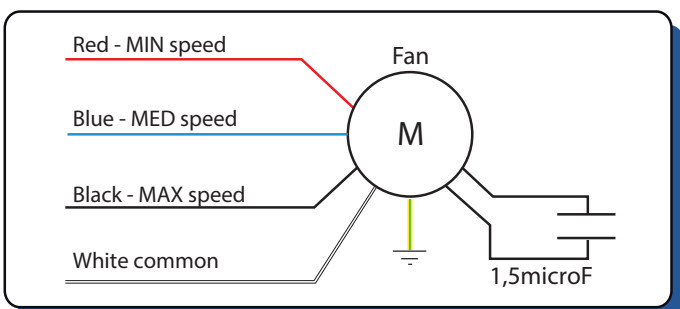 Red - MIN speed
Fan
Blue - MED speed
M
Black - MAX speed
White common
1,5microF